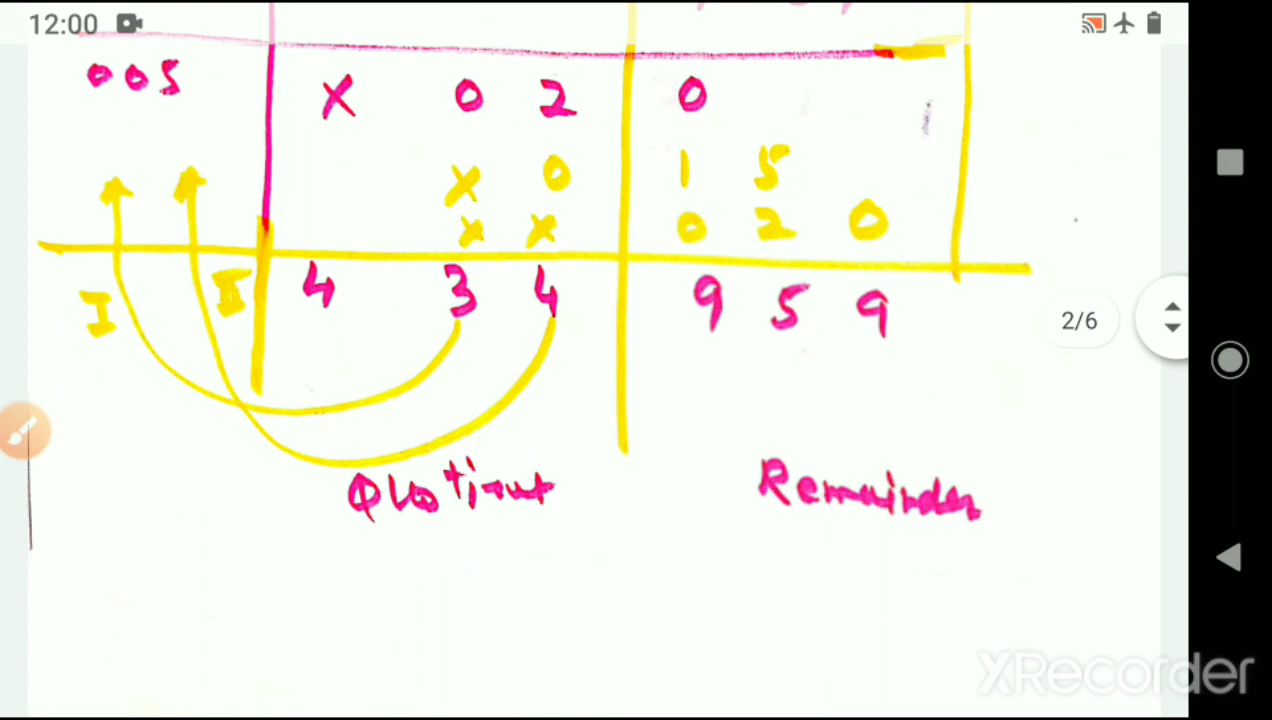 12:00
005 X 0 2 0
X 0 1 5
X X 0 2 0
I II 4 3 4 9 5 9
2/6
Quotient Remainder
XRecorder